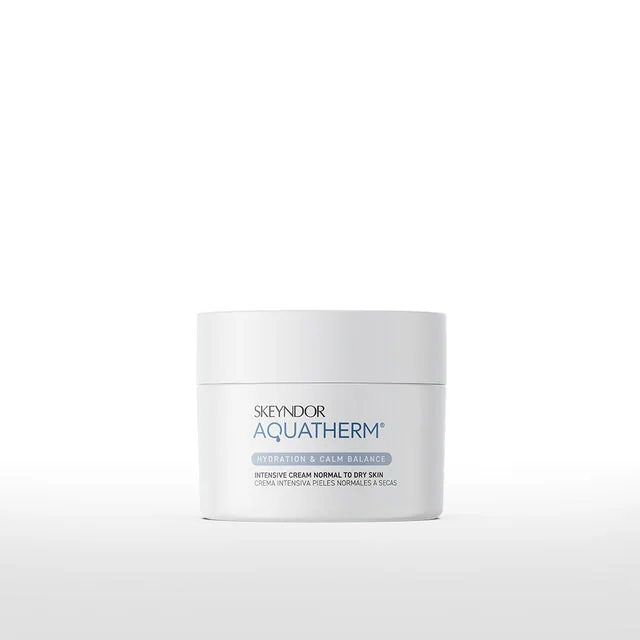 SKEYNDOR
AQUATHERM®
HYDRATION & CALM BALANCE
INTENSIVE CREAM NORMAL TO DRY SKIN
CREMA INTENSIVA PIELES NORMALES A SECAS